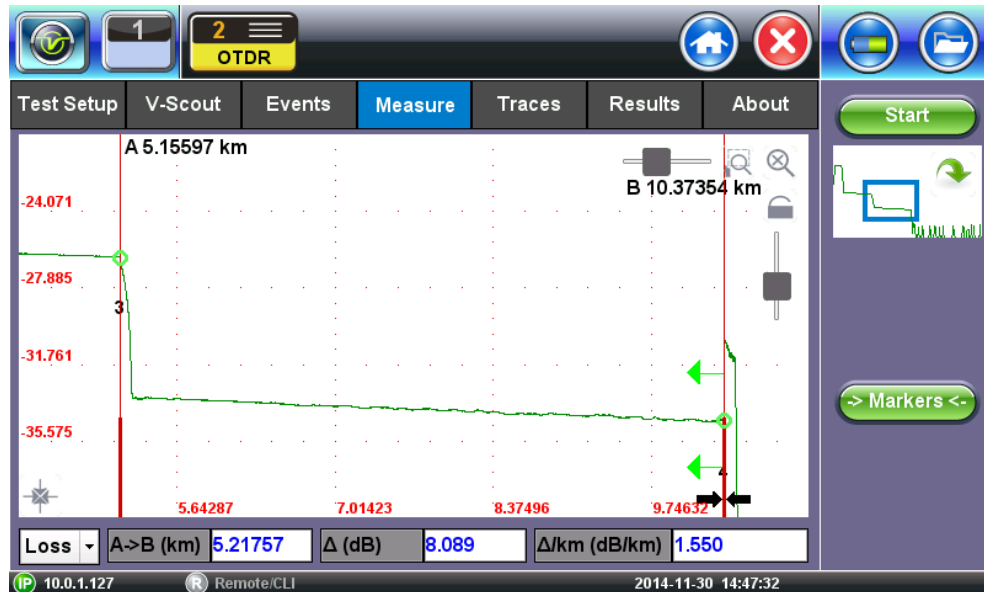 1
2
OTDR
Test Setup V-Scout Events Measure Traces Results About
Start
A 5.15597 km
B 10.37354 km
-24.071
-27.885
3
-31.761
-> Markers <-
-35.575
4
5.64287 7.01423 8.37496 9.74632
Loss A->B (km) 5.21757 Δ (dB) 8.089 Δ/km (dB/km) 1.550
IP 10.0.1.127 R Remote/CLI 2014-11-30 14:47:32